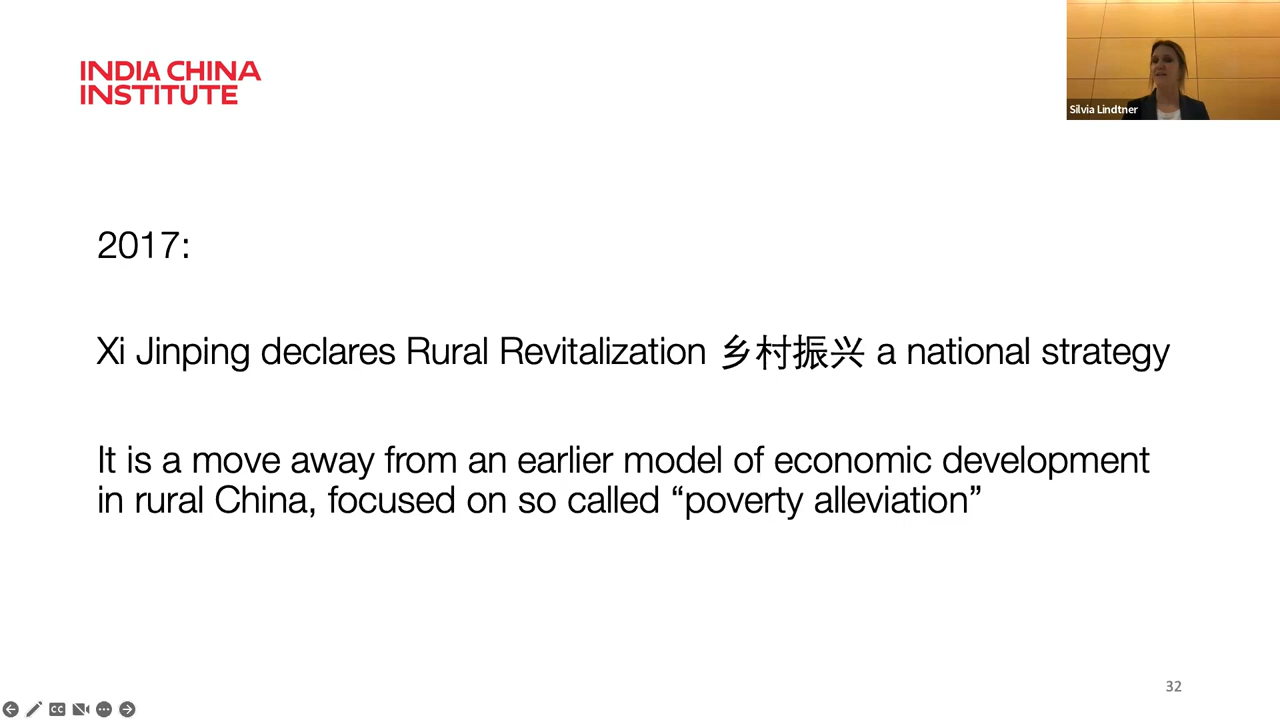 INDIA CHINA
INSTITUTE
Silvia Lindtner
2017:
Xi Jinping declares Rural Revitalization 乡村振兴 a national strategy
It is a move away from an earlier model of economic development
in rural China, focused on so called “poverty alleviation”
32
CC